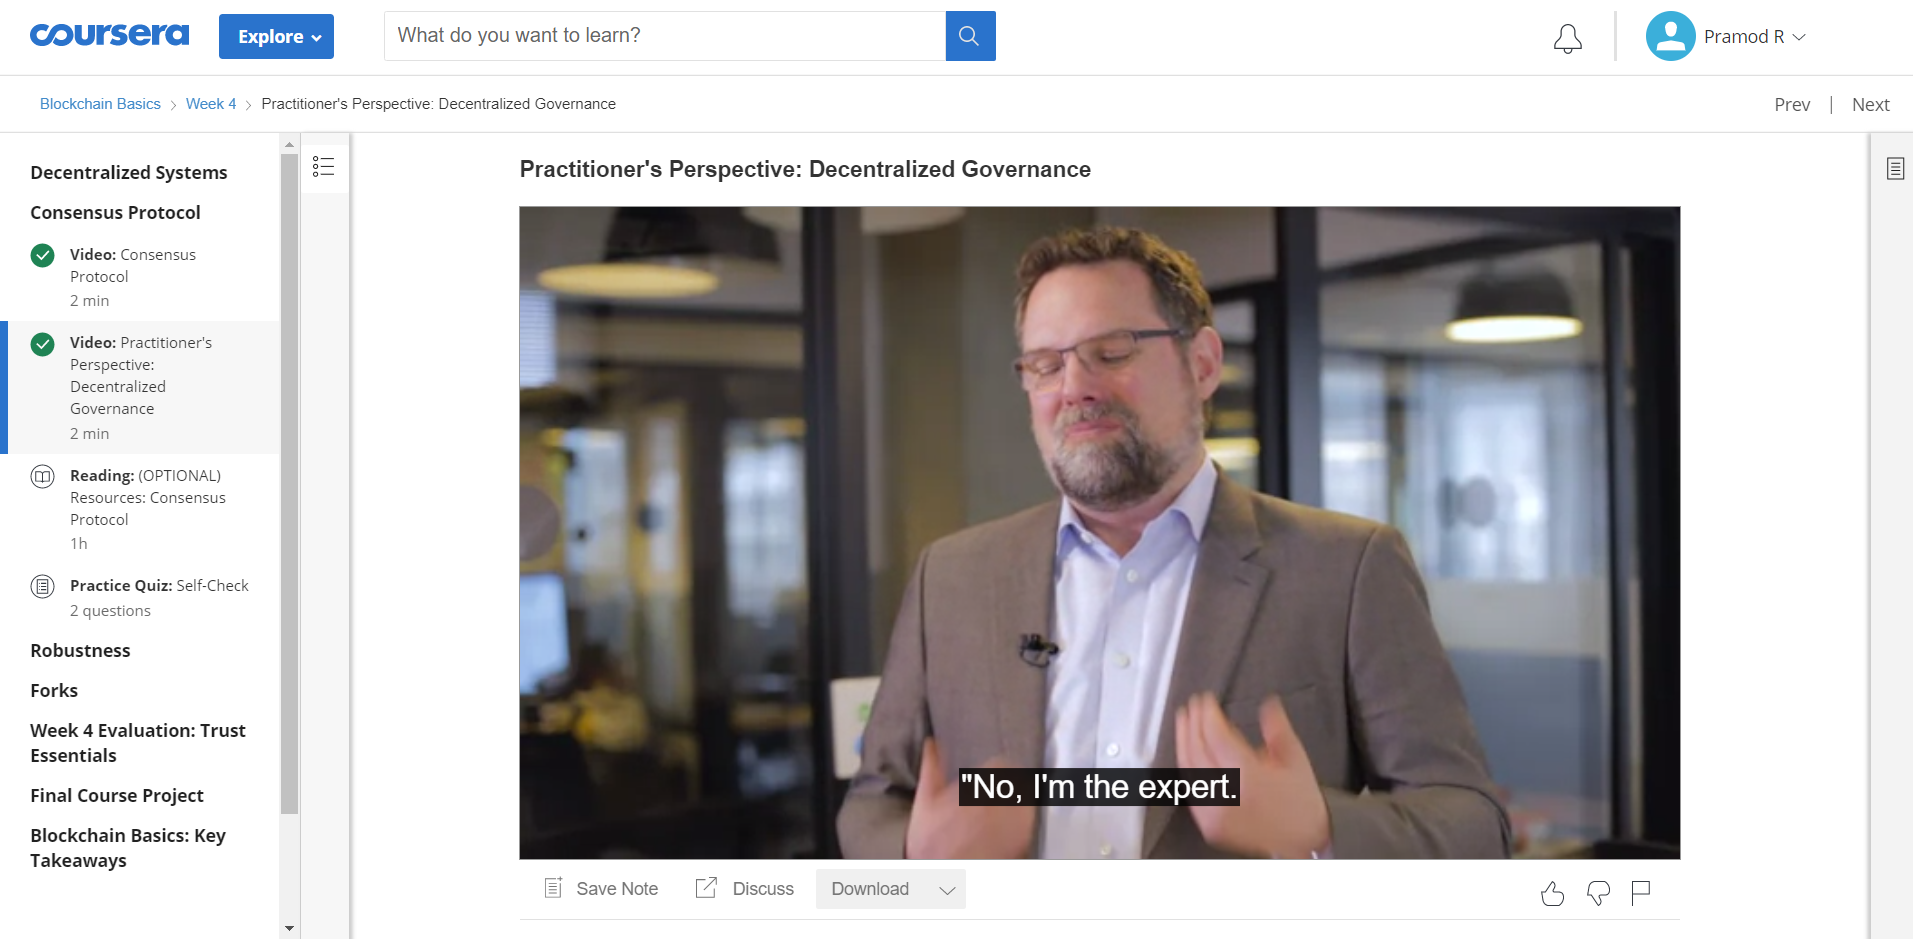 coursera
Explore
What do you want to learn?
Pramod R
Blockchain Basics > Week 4 > Practitioner's Perspective: Decentralized Governance
Prev | Next
Decentralized Systems
Consensus Protocol
Video: Consensus
Protocol
2 min
Video: Practitioner's
Perspective:
Decentralized
Governance
2 min
Reading: (OPTIONAL)
Resources: Consensus
Protocol
1h
Practice Quiz: Self-Check
2 questions
Robustness
Forks
Week 4 Evaluation: Trust
Essentials
Final Course Project
Blockchain Basics: Key
Takeaways
Practitioner's Perspective: Decentralized Governance
"No, I'm the expert.
Save Note
Discuss
Download